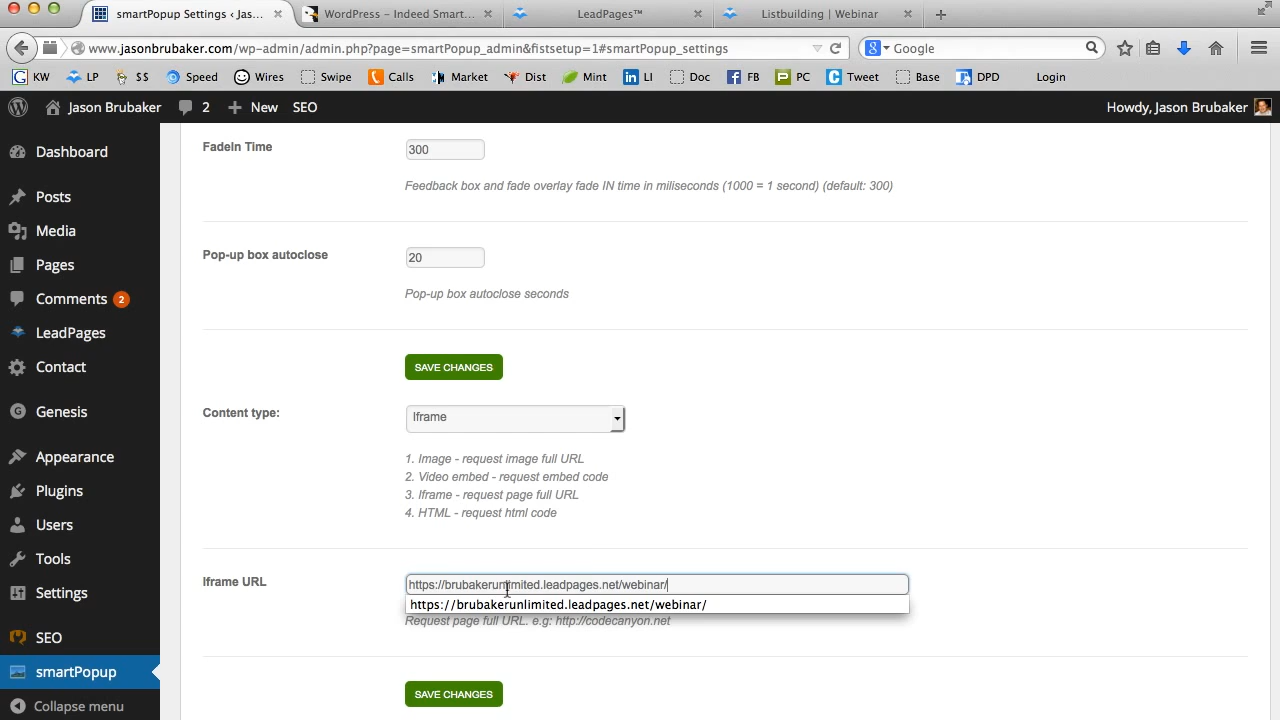 smartPopup Settings ‹ Jas...
WordPress – Indeed Smart...
LeadPages™
Listbuilding | Webinar
www.jasonbrubaker.com/wp-admin/admin.php?page=smartPopup_admin&fistsetup=1#smartPopup_settings
Google
KW LP $$ Speed Wires Swipe Calls Market Dist Mint LI Doc FB PC Tweet Base DPD Login
Jason Brubaker 2 New SEO Howdy, Jason Brubaker
Dashboard
Posts
Media
Pages
Comments 2
LeadPages
Contact
Genesis
Appearance
Plugins
Users
Tools
Settings
SEO
smartPopup
Collapse menu
FadeIn Time
300
Feedback box and fade overlay fade IN time in miliseconds (1000 = 1 second) (default: 300)
Pop-up box autoclose
20
Pop-up box autoclose seconds
SAVE CHANGES
Content type:
Iframe
1. Image - request image full URL
2. Video embed - request embed code
3. Iframe - request page full URL
4. HTML - request html code
Iframe URL
https://brubakerunlimited.leadpages.net/webinar/
https://brubakerunlimited.leadpages.net/webinar/
Request page full URL. e.g: http://codecanyon.net
SAVE CHANGES